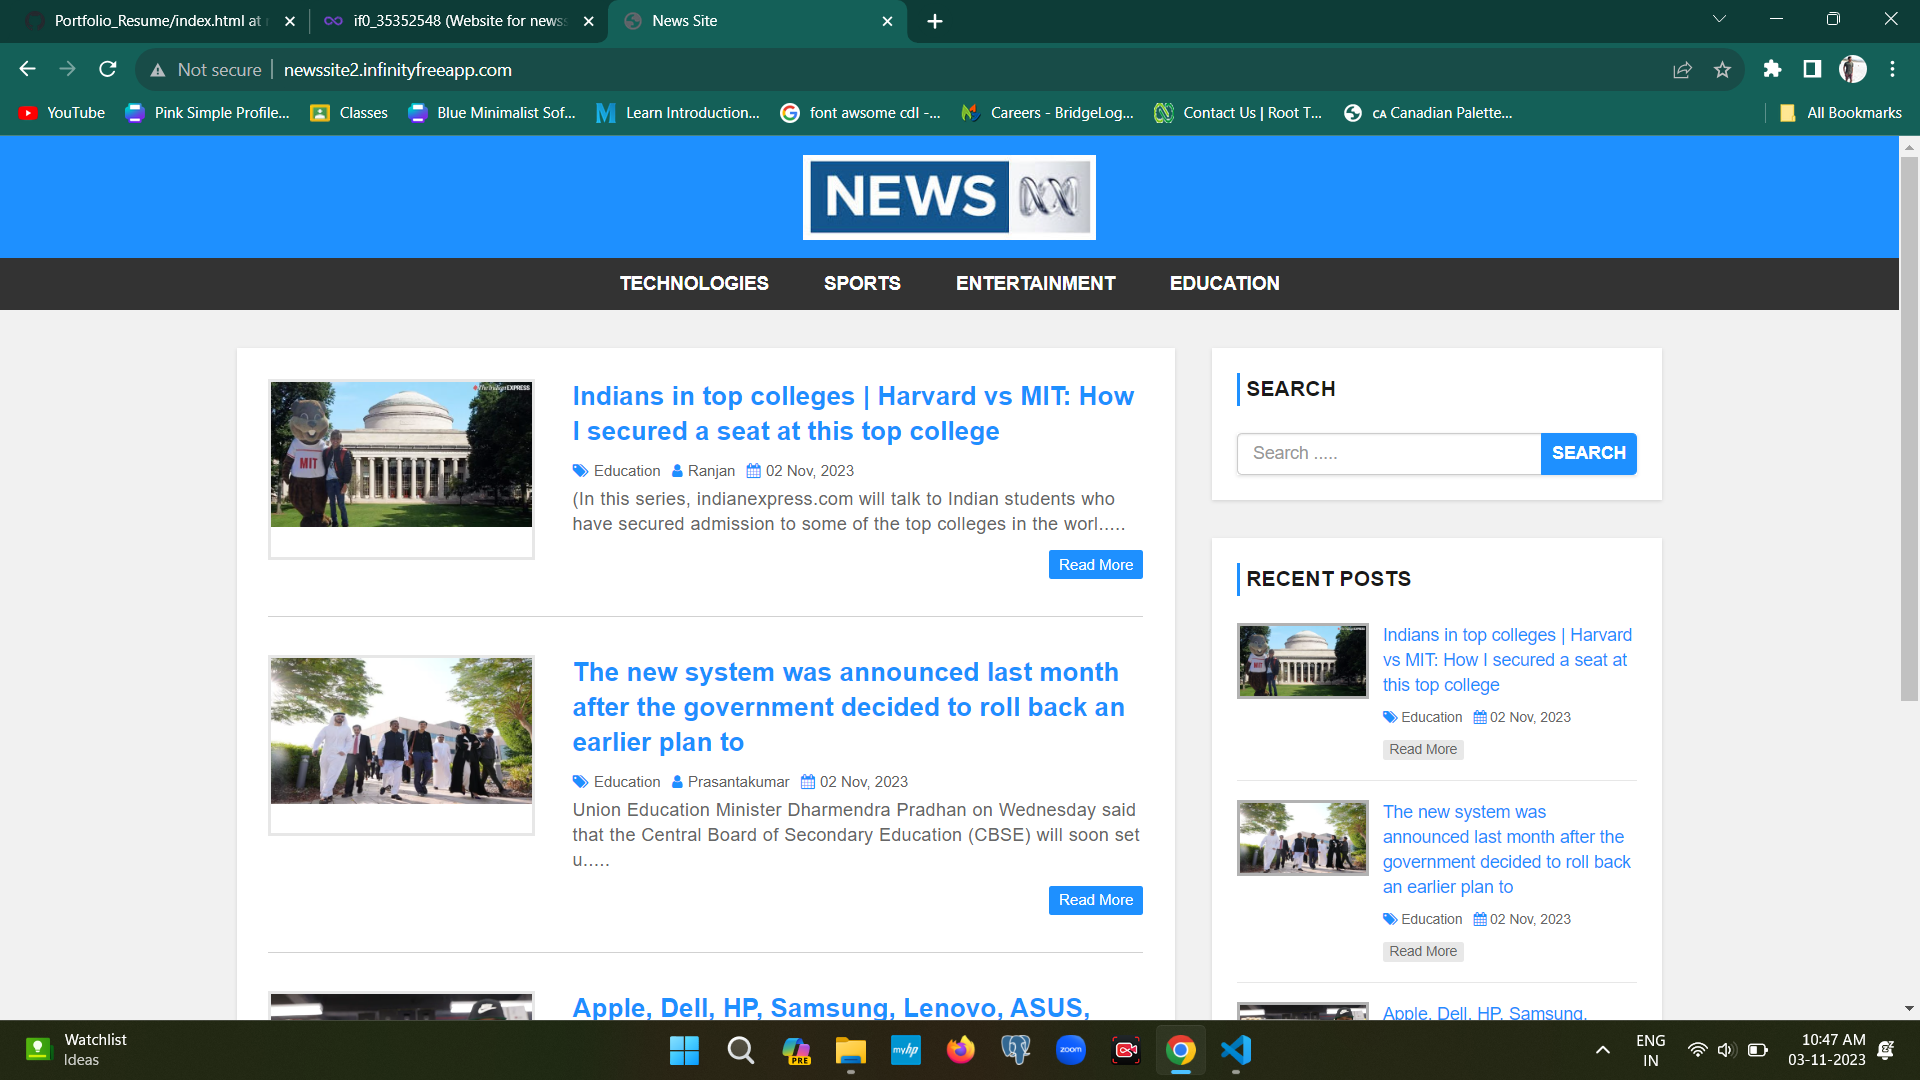 Portfolio_Resume/index.html at
if0_35352548 (Website for news
News Site
Not secure
newssite2.infinityfreeapp.com
YouTube
Pink Simple Profile...
Classes
Blue Minimalist Sof...
Learn Introduction...
font awsome cdl -...
Careers - BridgeLog...
Contact Us | Root T...
CA Canadian Palette...
All Bookmarks
NEWS
TECHNOLOGIES
SPORTS
ENTERTAINMENT
EDUCATION
MIT
The Indian EXPRESS
Indians in top colleges | Harvard vs MIT: How
I secured a seat at this top college
Education Ranjan 02 Nov, 2023
(In this series, indianexpress.com will talk to Indian students who
have secured admission to some of the top colleges in the worl.....
Read More
The new system was announced last month
after the government decided to roll back an
earlier plan to
Education Prasantakumar 02 Nov, 2023
Union Education Minister Dharmendra Pradhan on Wednesday said
that the Central Board of Secondary Education (CBSE) will soon set
u.....
Read More
Apple, Dell, HP, Samsung, Lenovo, ASUS,
SEARCH
Search .....
SEARCH
RECENT POSTS
Indians in top colleges | Harvard
vs MIT: How I secured a seat at
this top college
Education 02 Nov, 2023
Read More
The new system was
announced last month after the
government decided to roll back
an earlier plan to
Education 02 Nov, 2023
Read More
Apple, Dell, HP, Samsung,
Watchlist
Ideas
PRE
myhp
zoom
ENG
IN
10:47 AM
03-11-2023